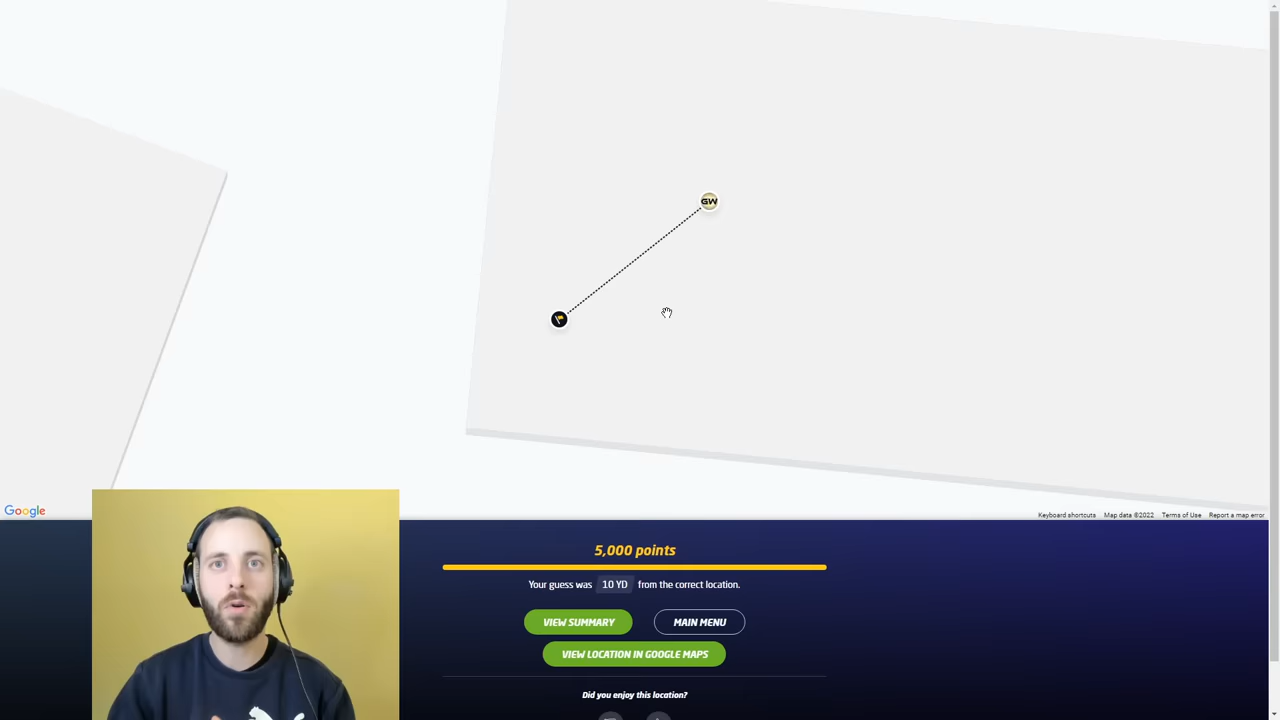 GW
Google
Keyboard shortcuts Map data ©2022 Terms of Use Report a map error
5,000 points
Your guess was 10 YD from the correct location.
VIEW SUMMARY MAIN MENU
VIEW LOCATION IN GOOGLE MAPS
Did you enjoy this location?